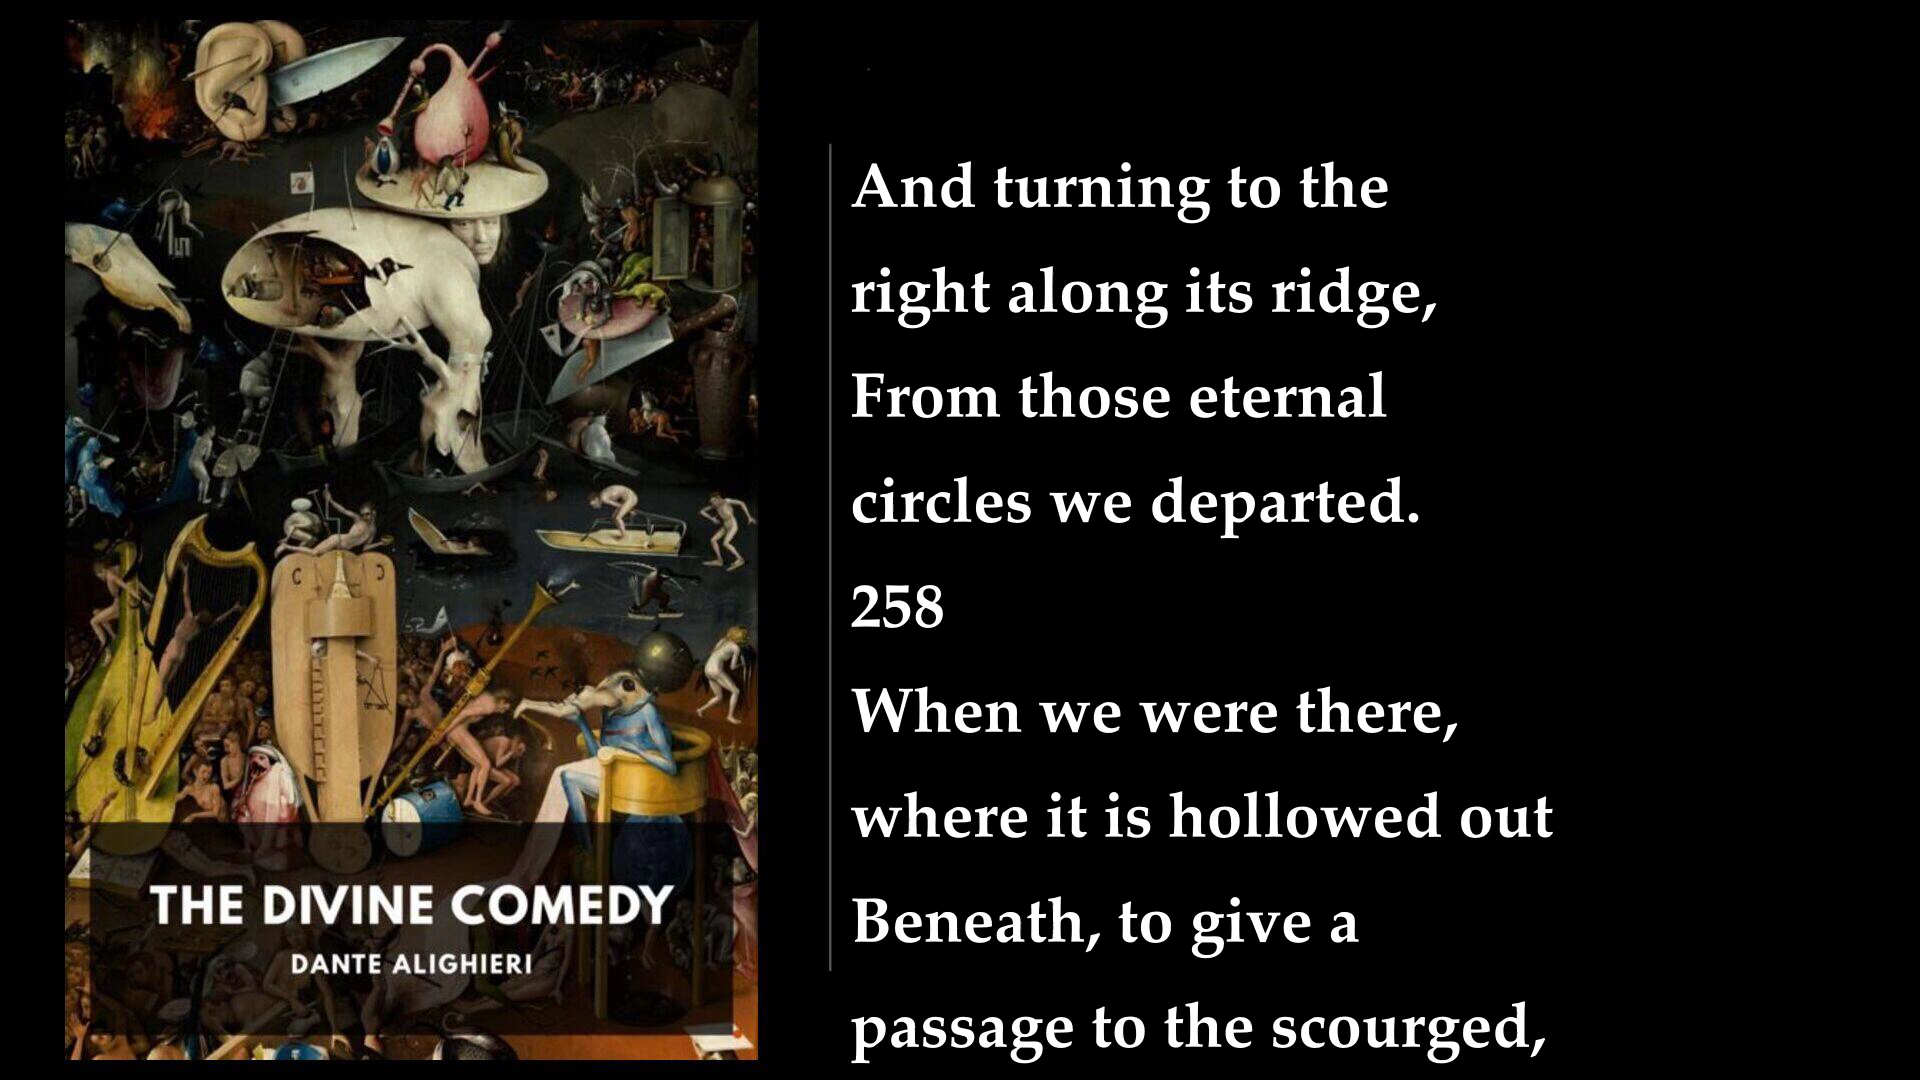 THE DIVINE COMEDY
DANTE ALIGHIERI
And turning to the
right along its ridge,
From those eternal
circles we departed.
258
When we were there,
where it is hollowed out
Beneath, to give a
passage to the scourged,